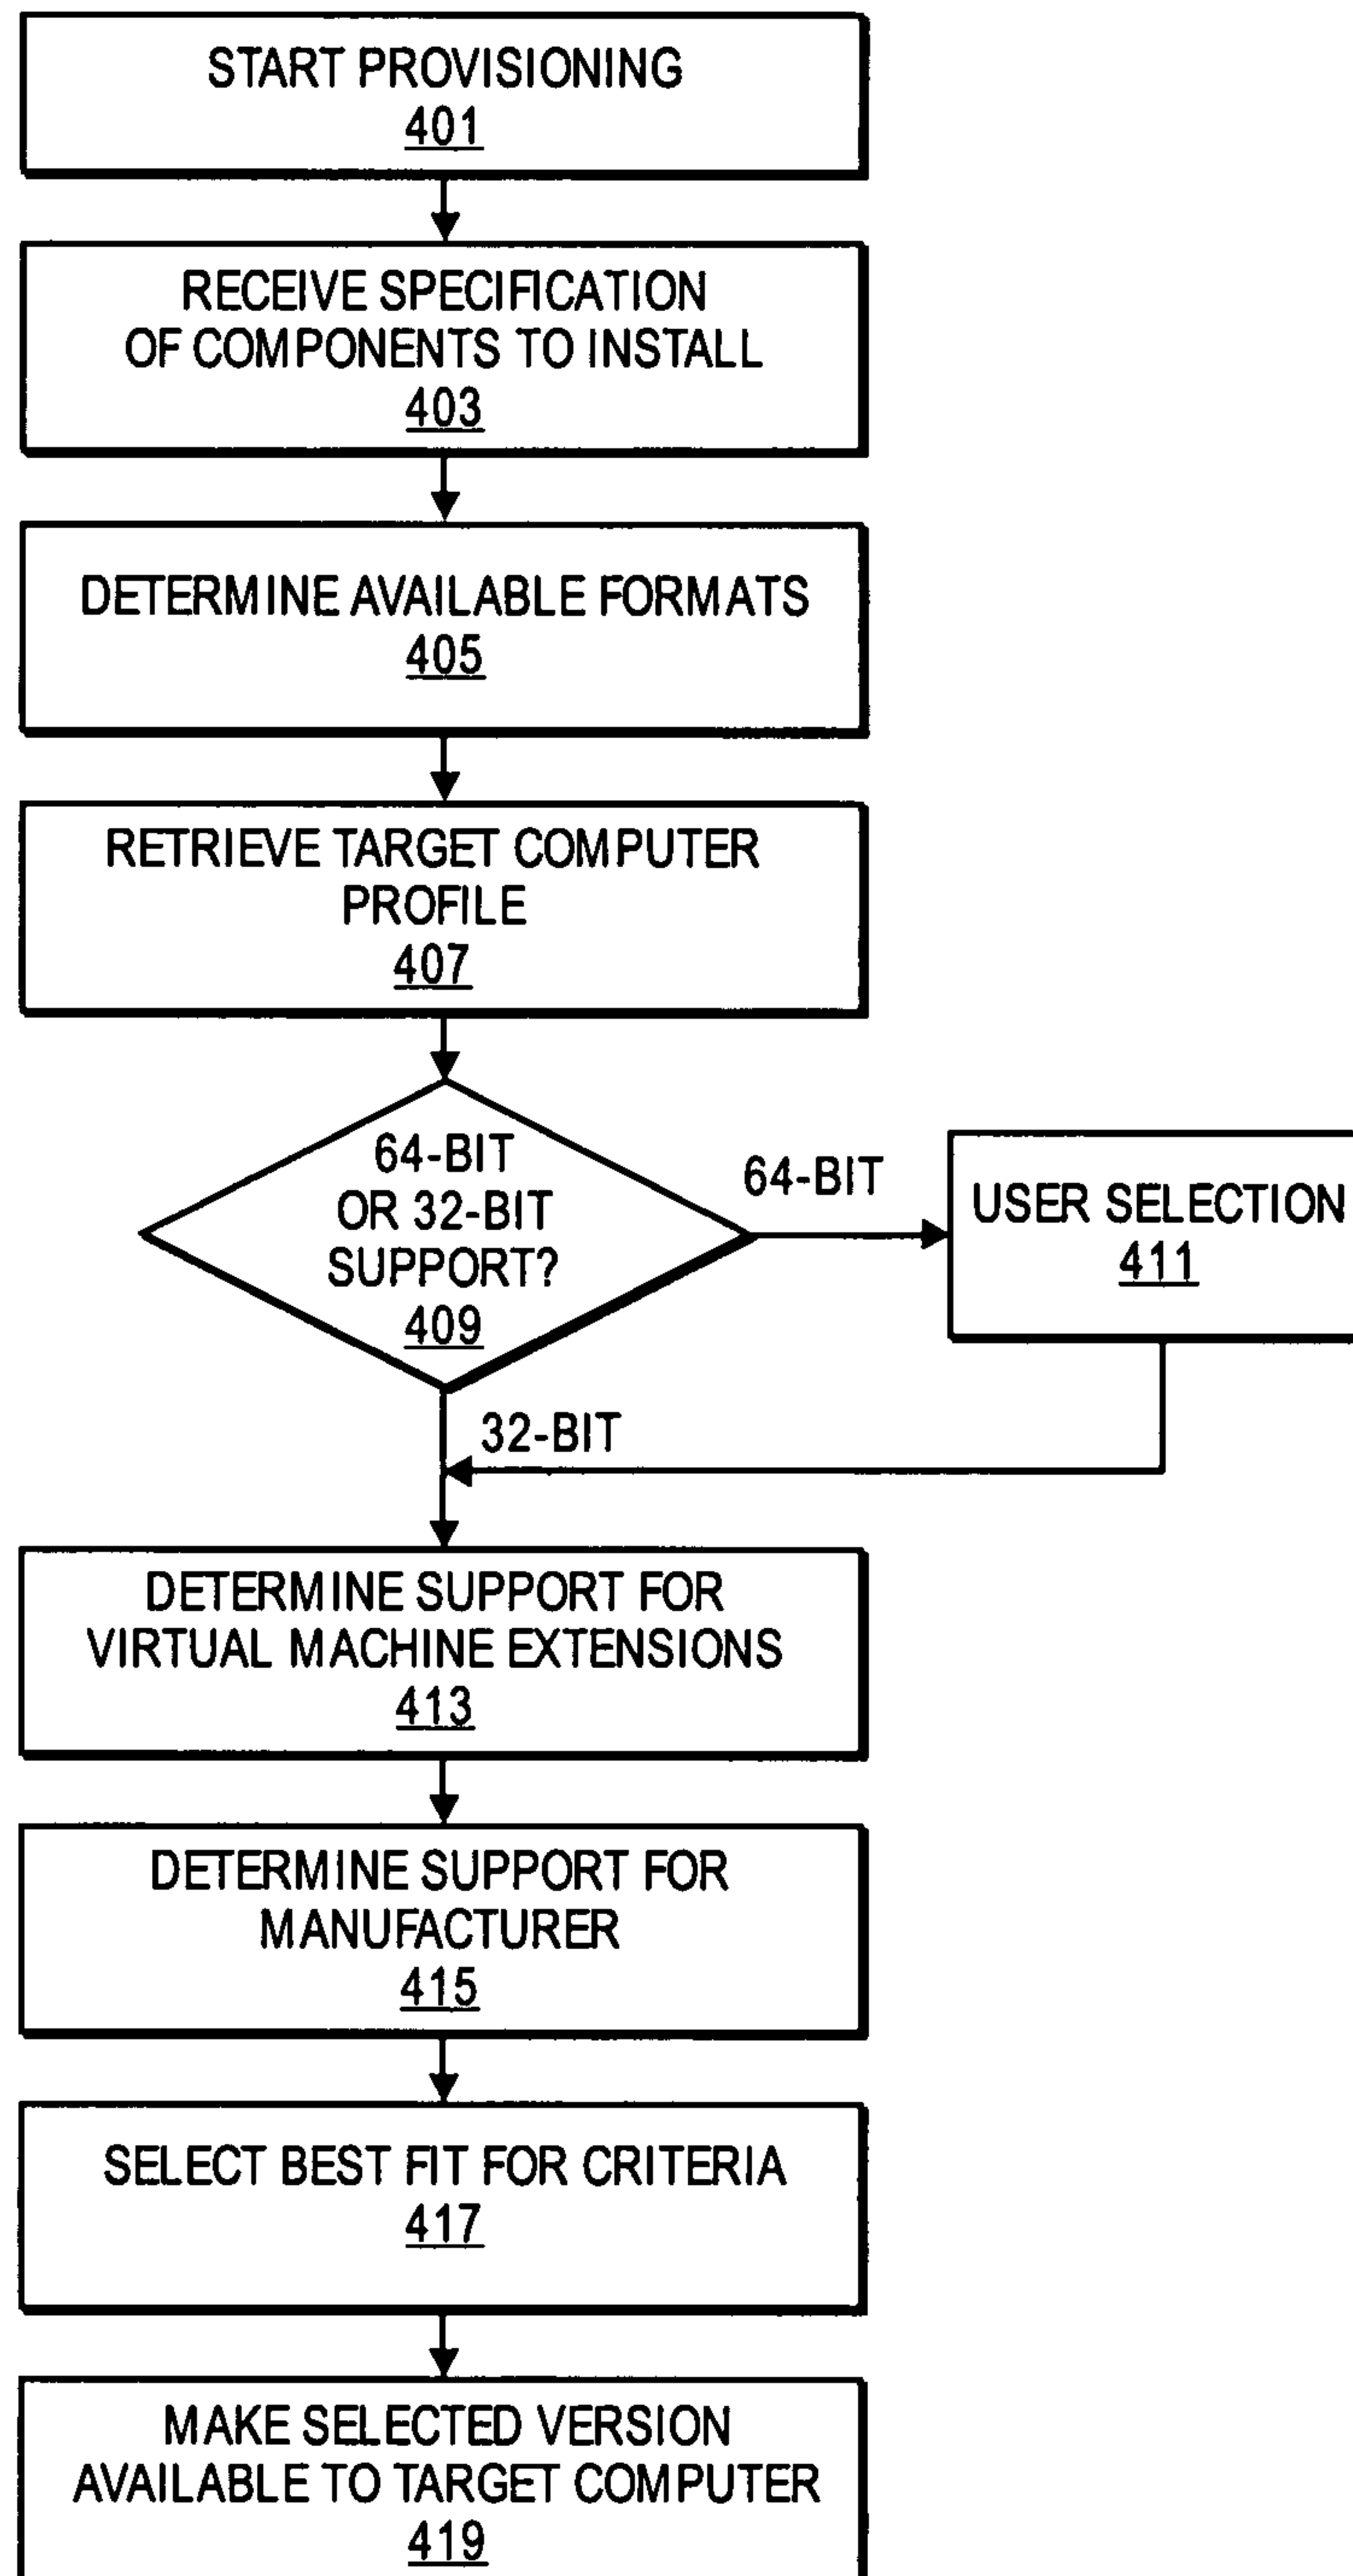 START PROVISIONING
401
RECEIVE SPECIFICATION
OF COMPONENTS TO INSTALL
403
DETERMINE AVAILABLE FORMATS
405
RETRIEVE TARGET COMPUTER
PROFILE
407
64-BIT
OR 32-BIT
SUPPORT?
409
64-BIT
USER SELECTION
411
32-BIT
DETERMINE SUPPORT FOR
VIRTUAL MACHINE EXTENSIONS
413
DETERMINE SUPPORT FOR
MANUFACTURER
415
SELECT BEST FIT FOR CRITERIA
417
MAKE SELECTED VERSION
AVAILABLE TO TARGET COMPUTER
419